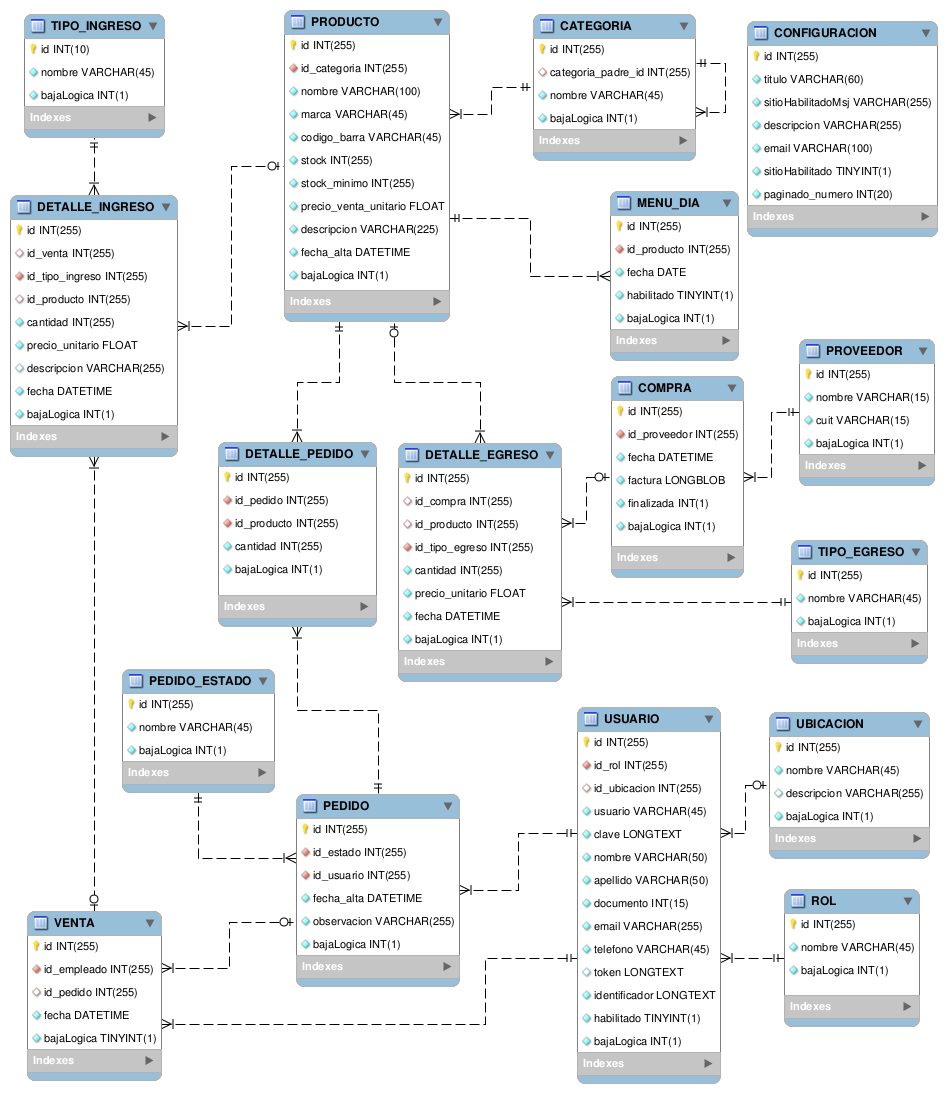 TIPO_INGRESO
id INT(10)
nombre VARCHAR(45)
bajaLogica INT(1)
Indexes
PRODUCTO
id INT(255)
id_categoria INT(255)
nombre VARCHAR(100)
marca VARCHAR(45)
codigo_barra VARCHAR(45)
stock INT(255)
stock_minimo INT(255)
precio_venta_unitario FLOAT
descripcion VARCHAR(225)
fecha_alta DATETIME
bajaLogica INT(1)
Indexes
CATEGORIA
id INT(255)
categoria_padre_id INT(255)
nombre VARCHAR(45)
bajaLogica INT(1)
Indexes
CONFIGURACION
id INT(255)
titulo VARCHAR(60)
sitioHabilitadoMsj VARCHAR(255)
descripcion VARCHAR(255)
email VARCHAR(100)
sitioHabilitado TINYINT(1)
paginado_numero INT(20)
Indexes
DETALLE_INGRESO
id INT(255)
id_venta INT(255)
id_tipo_ingreso INT(255)
id_producto INT(255)
cantidad INT(255)
precio_unitario FLOAT
descripcion VARCHAR(255)
fecha DATETIME
bajaLogica INT(1)
Indexes
MENU_DIA
id INT(255)
id_producto INT(255)
fecha DATE
habilitado TINYINT(1)
bajaLogica INT(1)
Indexes
PROVEEDOR
id INT(255)
nombre VARCHAR(15)
cuit VARCHAR(15)
bajaLogica INT(1)
Indexes
COMPRA
id INT(255)
id_proveedor INT(255)
fecha DATETIME
factura LONGBLOB
finalizada INT(1)
bajaLogica INT(1)
Indexes
DETALLE_PEDIDO
id INT(255)
id_pedido INT(255)
id_producto INT(255)
cantidad INT(255)
bajaLogica INT(1)
Indexes
DETALLE_EGRESO
id INT(255)
id_compra INT(255)
id_producto INT(255)
id_tipo_egreso INT(255)
cantidad INT(255)
precio_unitario FLOAT
fecha DATETIME
bajaLogica INT(1)
Indexes
TIPO_EGRESO
id INT(255)
nombre VARCHAR(45)
bajaLogica INT(1)
Indexes
PEDIDO_ESTADO
id INT(255)
nombre VARCHAR(45)
bajaLogica INT(1)
Indexes
USUARIO
id INT(255)
id_rol INT(255)
id_ubicacion INT(255)
usuario VARCHAR(45)
clave LONGTEXT
nombre VARCHAR(50)
apellido VARCHAR(50)
documento INT(15)
email VARCHAR(255)
telefono VARCHAR(45)
token LONGTEXT
identificador LONGTEXT
habilitado TINYINT(1)
bajaLogica INT(1)
Indexes
UBICACION
id INT(255)
nombre VARCHAR(45)
descripcion VARCHAR(255)
bajaLogica INT(1)
Indexes
PEDIDO
id INT(255)
id_estado INT(255)
id_usuario INT(255)
fecha_alta DATETIME
observacion VARCHAR(255)
bajaLogica INT(1)
Indexes
ROL
id INT(255)
nombre VARCHAR(45)
bajaLogica INT(1)
Indexes
VENTA
id INT(255)
id_empleado INT(255)
id_pedido INT(255)
fecha DATETIME
bajaLogica TINYINT(1)
Indexes